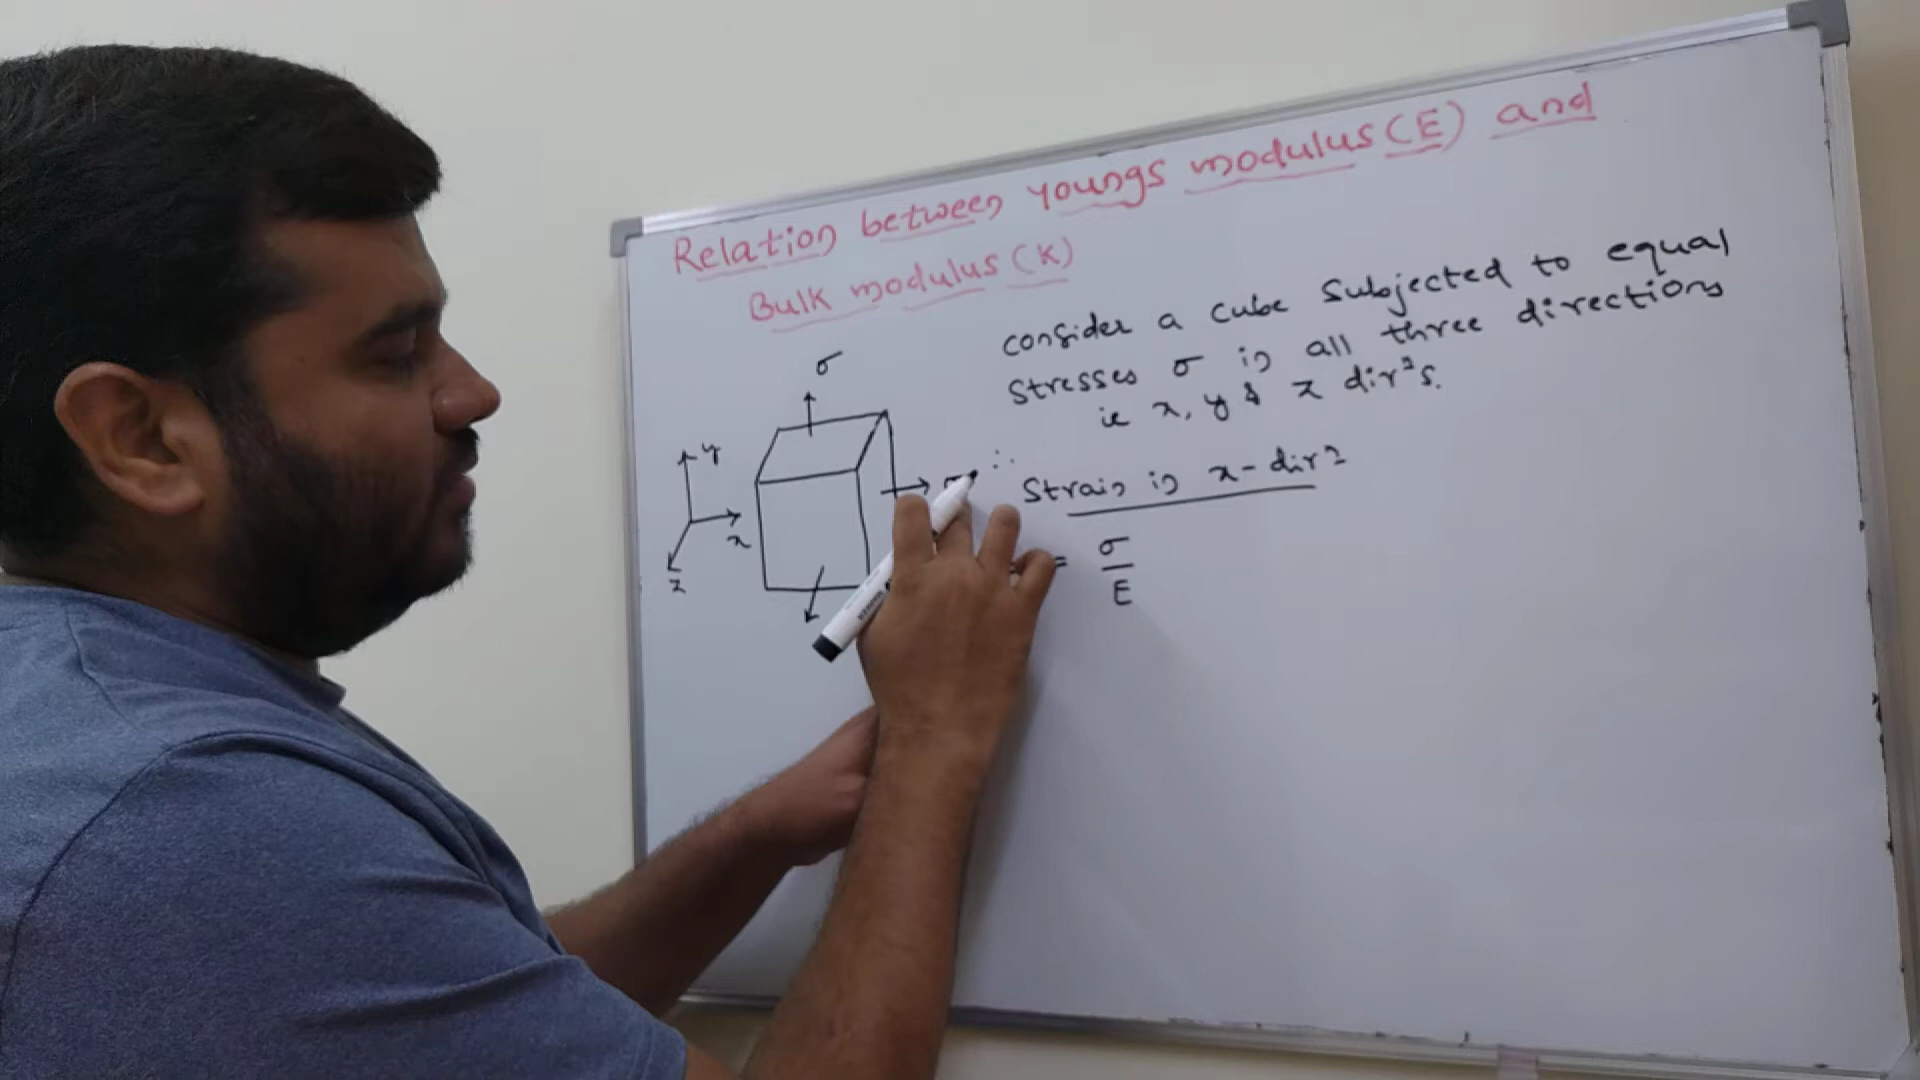 Relation between youngs modulus (E) and
Bulk modulus (K)
consider a cube subjected to equal
stresses σ in all three directions
ie x, y & z dirⁿs.
σ
y
x
z
σ
∴ Strain in x-dirⁿ
= σ/E